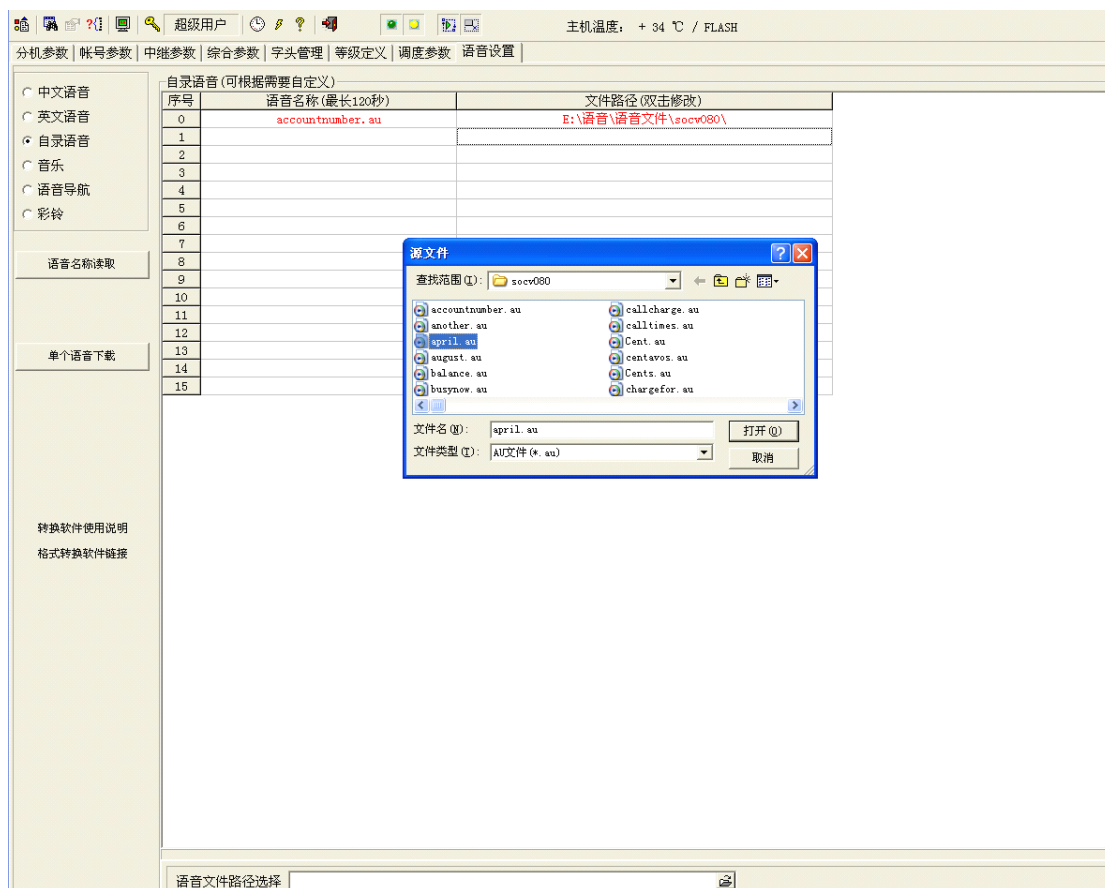 超级用户 主机温度： + 34 ℃ / FLASH
分机参数 帐号参数 中继参数 综合参数 字头管理 等级定义 调度参数 语音设置
中文语音
英文语音
自录语音
音乐
语音导航
彩铃
语音名称读取
单个语音下载
转换软件使用说明
格式转换软件链接
自录语音(可根据需要自定义)
序号 语音名称(最长120秒) 文件路径(双击修改)
0 accountnumber.au E:\语音\语音文件\socv080\
1
2
3
4
5
6
7
8
9
10
11
12
13
14
15
源文件
查找范围(I): socv080
accountnumber.au callcharge.au
another.au calltimes.au
april.au Cent.au
august.au centavos.au
balance.au Cents.au
busynow.au chargefor.au
文件名(N): april.au 打开(O)
文件类型(T): AU文件(*.au) 取消
语音文件路径选择